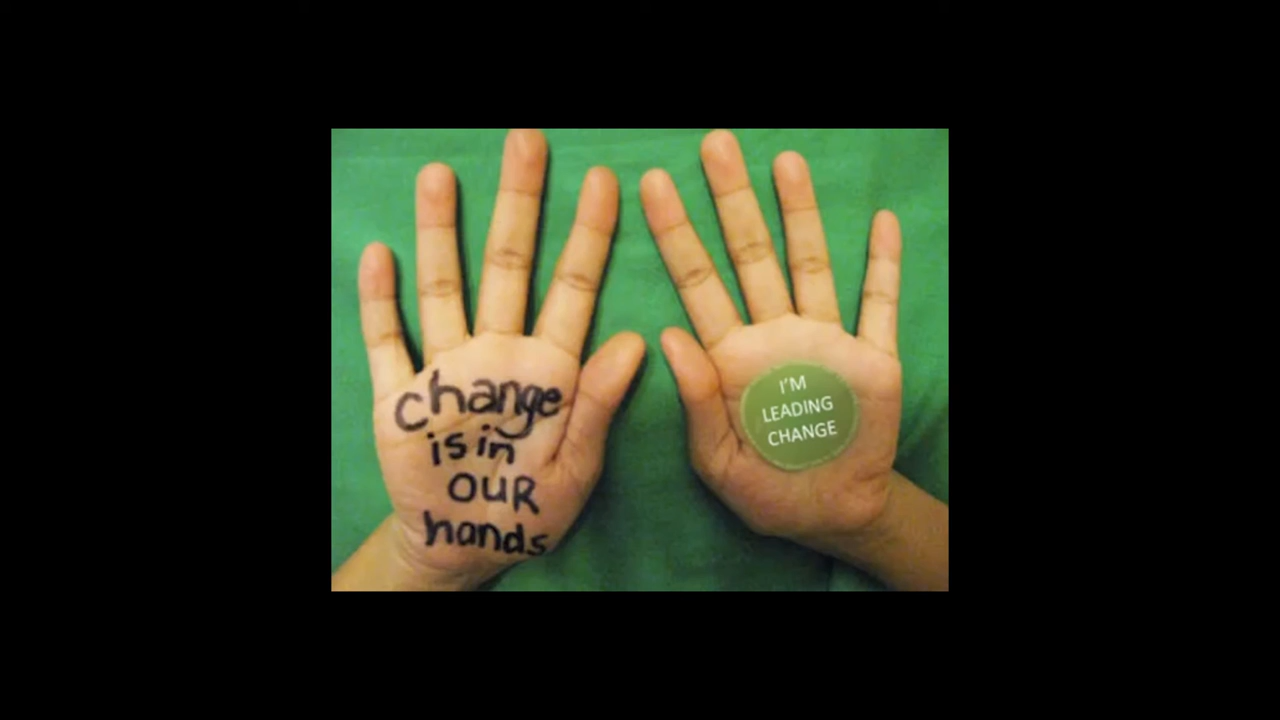 change
is in
OUR
hands
I'M
LEADING
CHANGE